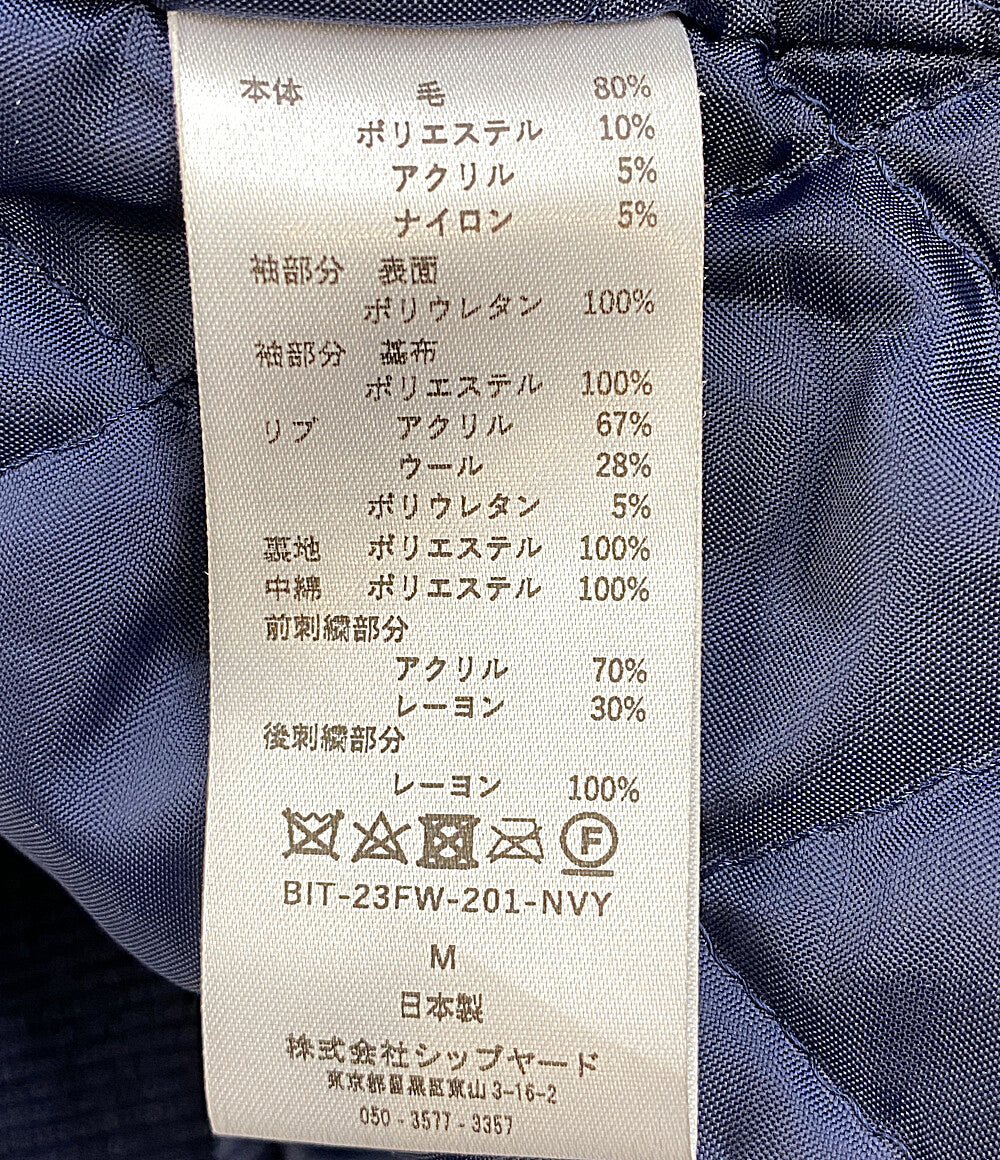 本体 毛 80%
ポリエステル 10%
アクリル 5%
ナイロン 5%
袖部分 表面
ポリウレタン 100%
袖部分 基布
ポリエステル 100%
リブ アクリル 67%
ウール 28%
ポリウレタン 5%
裏地 ポリエステル 100%
中綿 ポリエステル 100%
前刺繍部分
アクリル 70%
レーヨン 30%
後刺繍部分
レーヨン 100%
F
BIT-23FW-201-NVY
M
日本製
株式会社シップヤード
東京都目黒区東山3-16-2
050-3577-3357